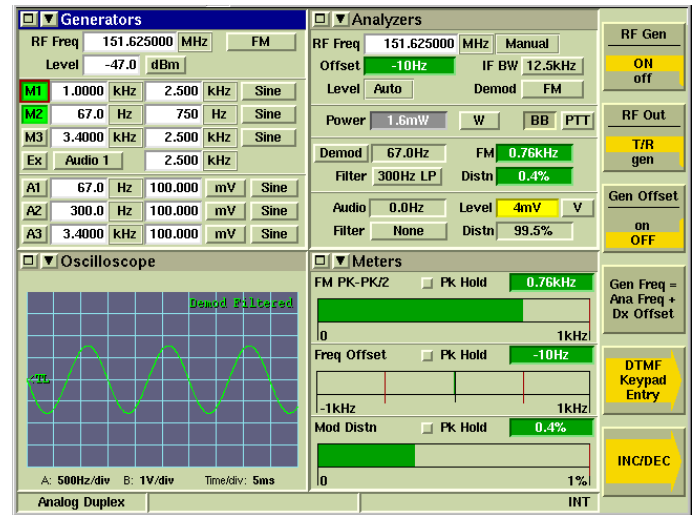 Generators
RF Freq 151.625000 MHz FM
Level -47.0 dBm
M1 1.0000 kHz 2.500 kHz Sine
M2 67.0 Hz 750 Hz Sine
M3 3.4000 kHz 2.500 kHz Sine
Ex Audio 1 2.500 kHz
A1 67.0 Hz 100.000 mV Sine
A2 300.0 Hz 100.000 mV Sine
A3 3.4000 kHz 100.000 mV Sine
Analyzers
RF Freq 151.625000 MHz Manual
Offset -10Hz IF BW 12.5kHz
Level Auto Demod FM
Power 1.6mW W BB PTT
Demod 67.0Hz FM 0.76kHz
Filter 300Hz LP Distn 0.4%
Audio 0.0Hz Level 4mV V
Filter None Distn 99.5%
Oscilloscope
Demod Filtered
<TL
A: 500Hz/div B: 1V/div Time/div: 5ms
Meters
FM PK-PK/2 Pk Hold 0.76kHz
0 1kHz
Freq Offset Pk Hold -10Hz
-1kHz 1kHz
Mod Distn Pk Hold 0.4%
0 1%
RF Gen
ON
off
RF Out
T/R
gen
Gen Offset
on
OFF
Gen Freq =
Ana Freq +
Dx Offset
DTMF
Keypad
Entry
INC/DEC
Analog Duplex INT